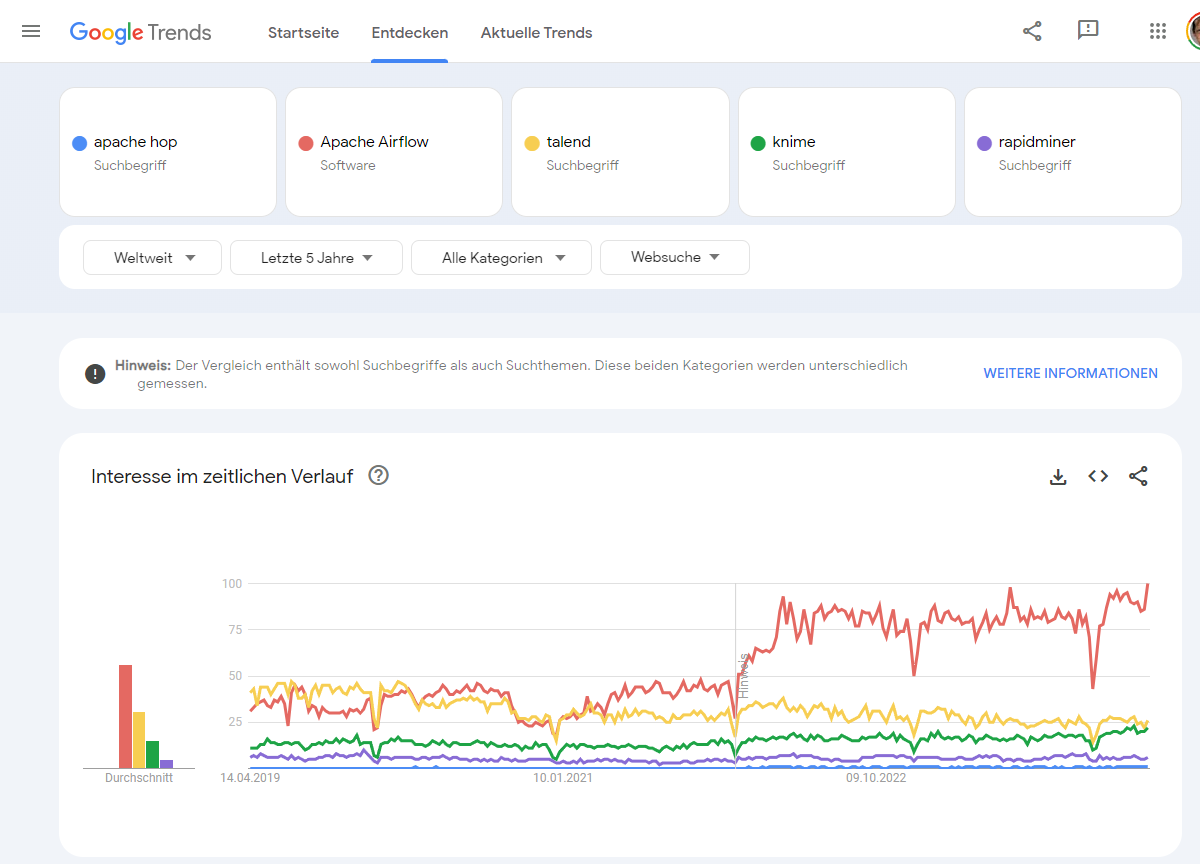 Google Trends
Startseite
Entdecken
Aktuelle Trends
apache hop
Suchbegriff
Apache Airflow
Software
talend
Suchbegriff
knime
Suchbegriff
rapidminer
Suchbegriff
Weltweit
Letzte 5 Jahre
Alle Kategorien
Websuche
Hinweis: Der Vergleich enthält sowohl Suchbegriffe als auch Suchthemen. Diese beiden Kategorien werden unterschiedlich
gemessen.
WEITERE INFORMATIONEN
Interesse im zeitlichen Verlauf
100
75
50
25
Hinweis
Durchschnitt
14.04.2019
10.01.2021
09.10.2022